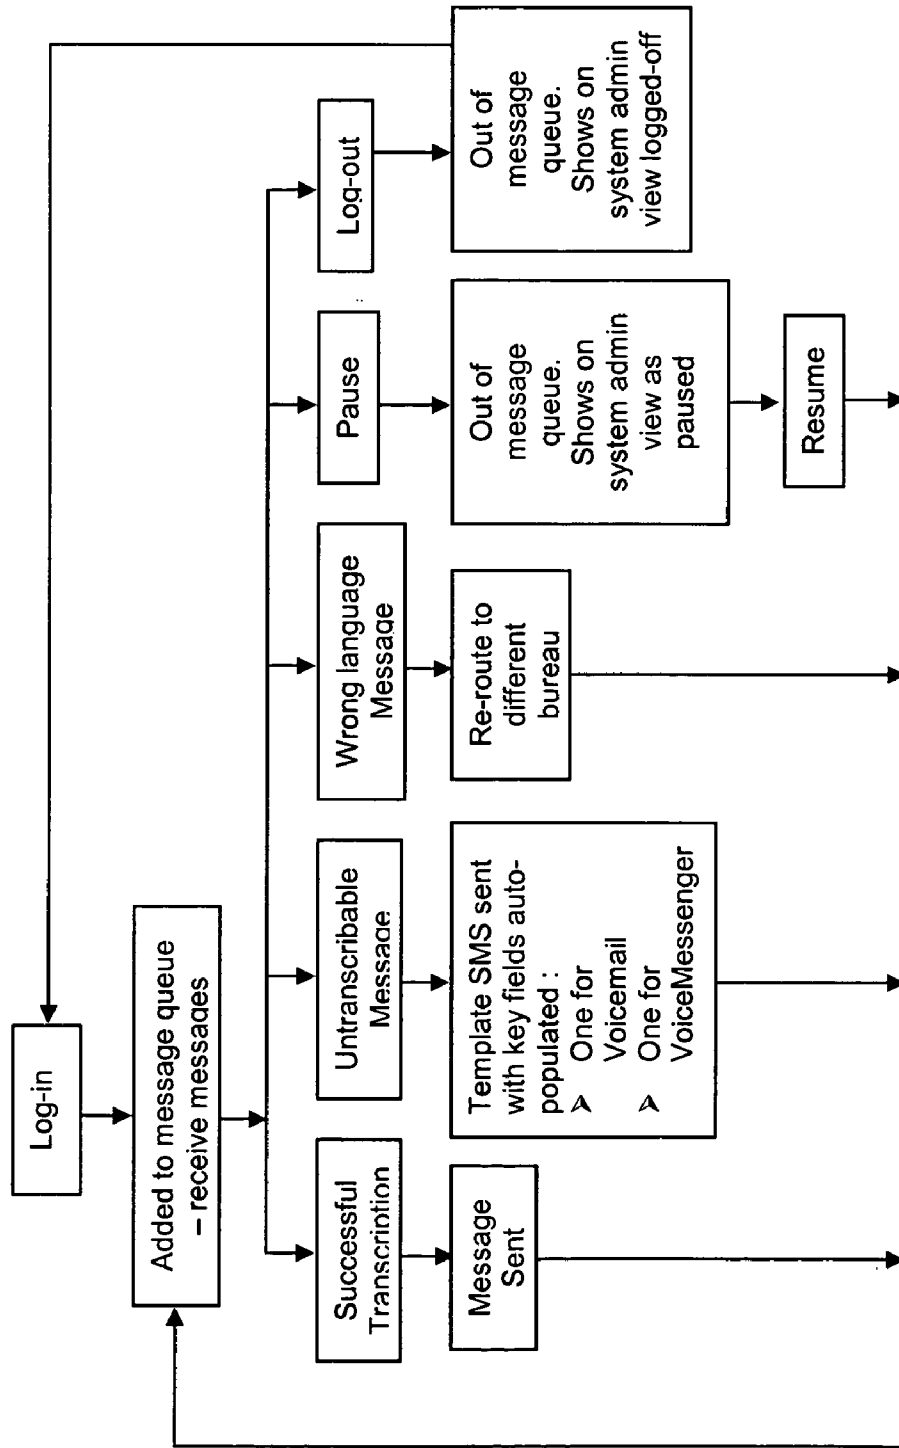 Log-in
Added to message queue
– receive messages
Successful
Transcription
Untranscribable
Message
Wrong language
Message
Pause
Log-out
Message
Sent
Template SMS sent
with key fields auto-
populated :
➢ One for
Voicemail
➢ One for
VoiceMessenger
Re-route to
different
bureau
Out of
message
queue.
Shows on
system admin
view as
paused
Out of
message
queue.
Shows on
system admin
view logged-off
Resume